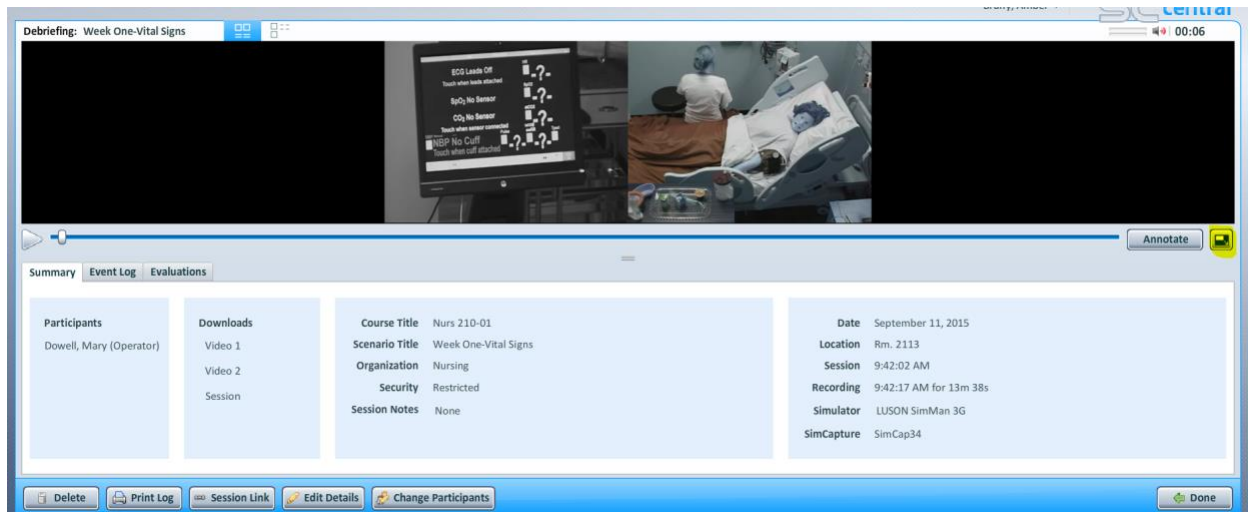 central
Debriefing: Week One-Vital Signs
00:06
ECG Leads Off
Touch when leads attached
-?-
SpO₂ No Sensor
-?-
CO₂ No Sensor
Touch when sensor connected
-?-
NBP No Cuff
Touch when cuff attached
-?- -?- -?-
Annotate
Summary Event Log Evaluations
Participants
Dowell, Mary (Operator)
Downloads
Video 1
Video 2
Session
Course Title Nurs 210-01
Scenario Title Week One-Vital Signs
Organization Nursing
Security Restricted
Session Notes None
Date September 11, 2015
Location Rm. 2113
Session 9:42:02 AM
Recording 9:42:17 AM for 13m 38s
Simulator LUSON SimMan 3G
SimCapture SimCap34
Delete Print Log Session Link Edit Details Change Participants Done